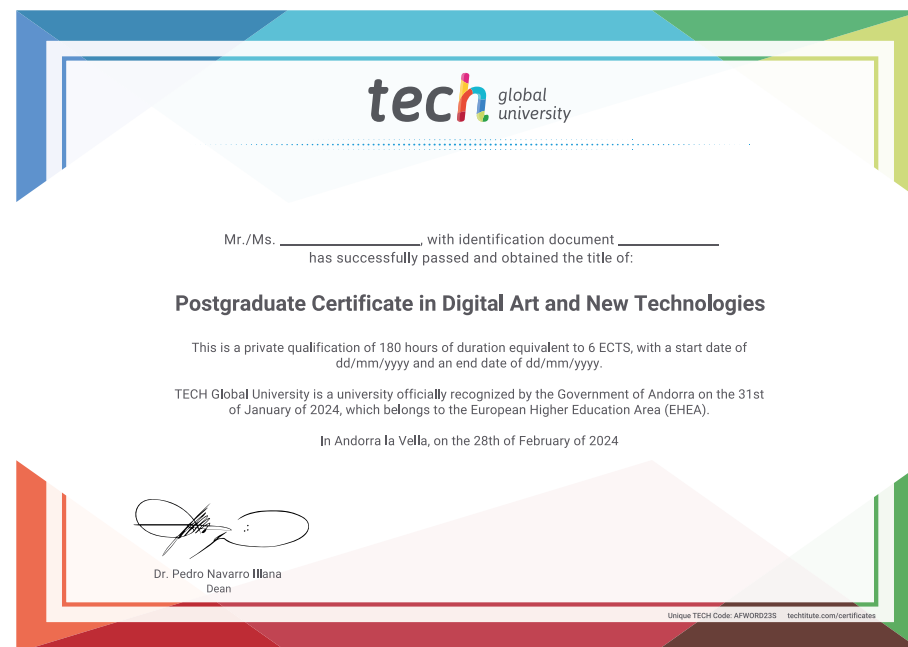 tech global university
Mr./Ms. ____________, with identification document ____________
has successfully passed and obtained the title of:
Postgraduate Certificate in Digital Art and New Technologies
This is a private qualification of 180 hours of duration equivalent to 6 ECTS, with a start date of
dd/mm/yyyy and an end date of dd/mm/yyyy.
TECH Global University is a university officially recognized by the Government of Andorra on the 31st
of January of 2024, which belongs to the European Higher Education Area (EHEA).
In Andorra la Vella, on the 28th of February of 2024
Dr. Pedro Navarro Illana
Dean
Unique TECH Code: AFWORD23S techtitute.com/certificates